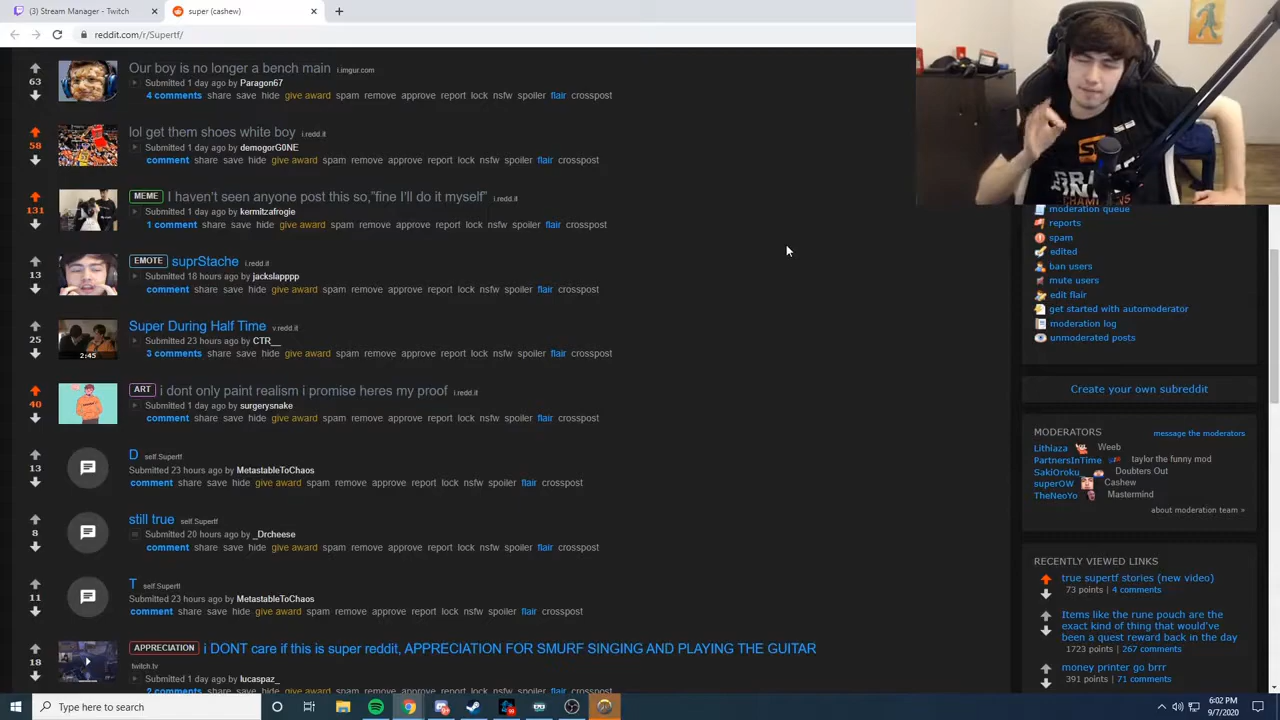 (3) Stream Manager - Twitch
super (cashew)
reddit.com/r/Supertf/
Our boy is no longer a bench main i.imgur.com
63
Submitted 1 day ago by Paragon67
4 comments share save hide give award spam remove approve report lock nsfw spoiler flair crosspost
lol get them shoes white boy i.redd.it
58
Submitted 1 day ago by demogorG0NE
comment share save hide give award spam remove approve report lock nsfw spoiler flair crosspost
MEME I haven't seen anyone post this so,"fine I'll do it myself" i.redd.it
131
Submitted 1 day ago by kermitzafrogie
1 comment share save hide give award spam remove approve report lock nsfw spoiler flair crosspost
EMOTE suprStache i.redd.it
13
Submitted 18 hours ago by jackslapppp
comment share save hide give award spam remove approve report lock nsfw spoiler flair crosspost
Super During Half Time v.redd.it
25
2:45
Submitted 23 hours ago by CTR__
3 comments share save hide give award spam remove approve report lock nsfw spoiler flair crosspost
ART i dont only paint realism i promise heres my proof i.redd.it
40
Submitted 1 day ago by surgerysnake
comment share save hide give award spam remove approve report lock nsfw spoiler flair crosspost
D self.Supertf
13
Submitted 23 hours ago by MetastableToChaos
comment share save hide give award spam remove approve report lock nsfw spoiler flair crosspost
still true self.Supertf
8
Submitted 20 hours ago by _Drcheese
comment share save hide give award spam remove approve report lock nsfw spoiler flair crosspost
T self.Supertf
11
Submitted 23 hours ago by MetastableToChaos
comment share save hide give award spam remove approve report lock nsfw spoiler flair crosspost
APPRECIATION i DONT care if this is super reddit, APPRECIATION FOR SMURF SINGING AND PLAYING THE GUITAR
18
twitch.tv
Submitted 1 day ago by lucaspaz_
2 comments share save hide give award spam remove approve report lock nsfw spoiler flair crosspost
moderation queue
reports
spam
edited
ban users
mute users
edit flair
get started with automoderator
moderation log
unmoderated posts
Create your own subreddit
MODERATORS message the moderators
Lithlaza Weeb
PartnersInTime taylor the funny mod
SakiOroku Doubters Out
superOW Cashew
TheNeoYo Mastermind
about moderation team »
RECENTLY VIEWED LINKS
true supertf stories (new video)
73 points | 4 comments
Items like the rune pouch are the
exact kind of thing that would've
been a quest reward back in the day
1723 points | 267 comments
money printer go brrr
391 points | 71 comments
Type here to search
6:02 PM
9/7/2020